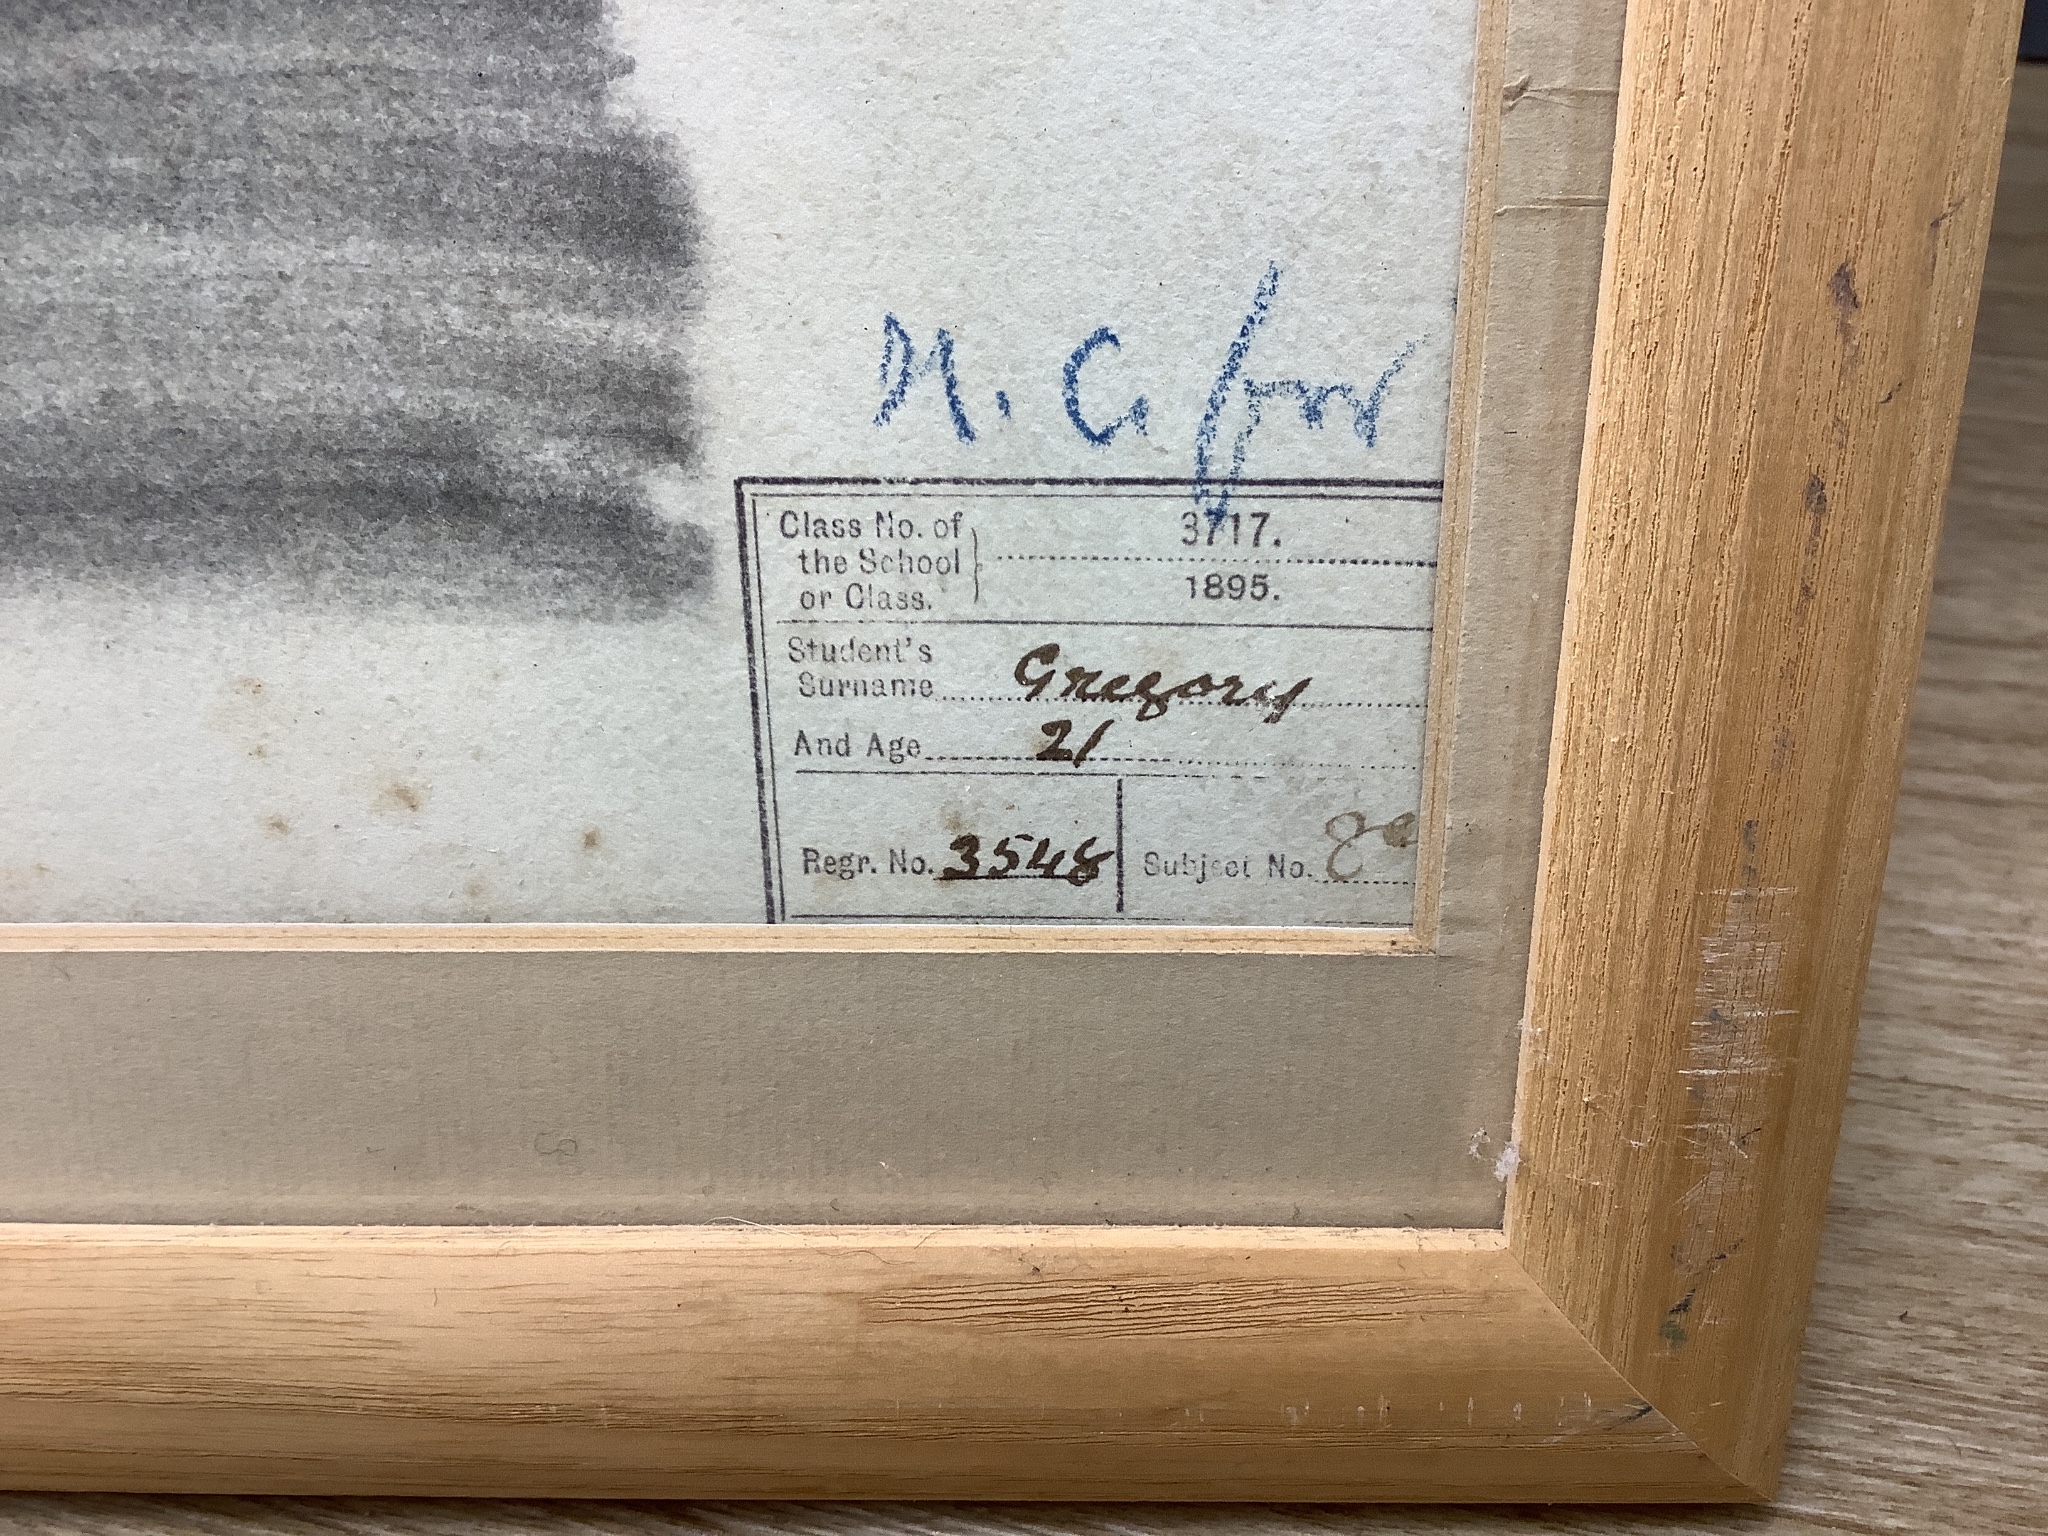 Class No. of
the School
or Class.
3717.
1895.
Student's
Surname Gregory
And Age 21
Regr. No. 3548 Subject No. 8